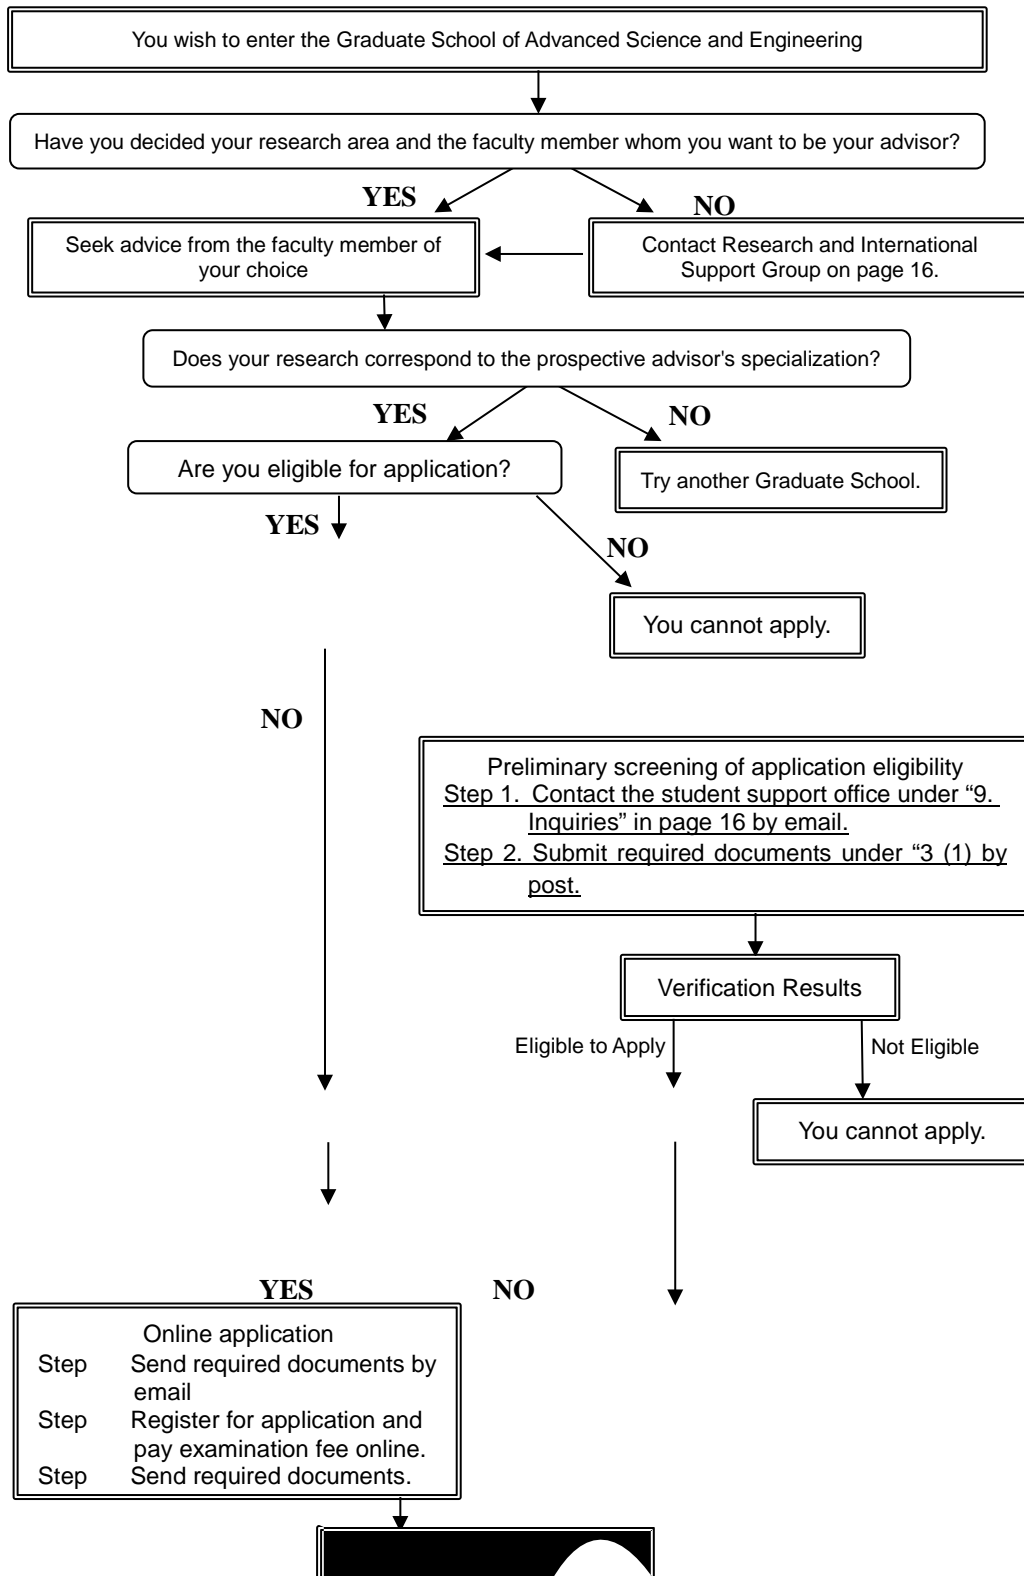 You wish to enter the Graduate School of Advanced Science and Engineering
Have you decided your research area and the faculty member whom you want to be your advisor?
YES
NO
Seek advice from the faculty member of
your choice
Contact Research and International
Support Group on page 16.
Does your research correspond to the prospective advisor's specialization?
YES
NO
Are you eligible for application?
Try another Graduate School.
YES
NO
You cannot apply.
NO
Preliminary screening of application eligibility
Step 1. Contact the student support office under “9.
Inquiries” in page 16 by email.
Step 2. Submit required documents under “3 (1) by
post.
Verification Results
Eligible to Apply
Not Eligible
You cannot apply.
YES
NO
Online application
Step Send required documents by
email
Step Register for application and
pay examination fee online.
Step Send required documents.